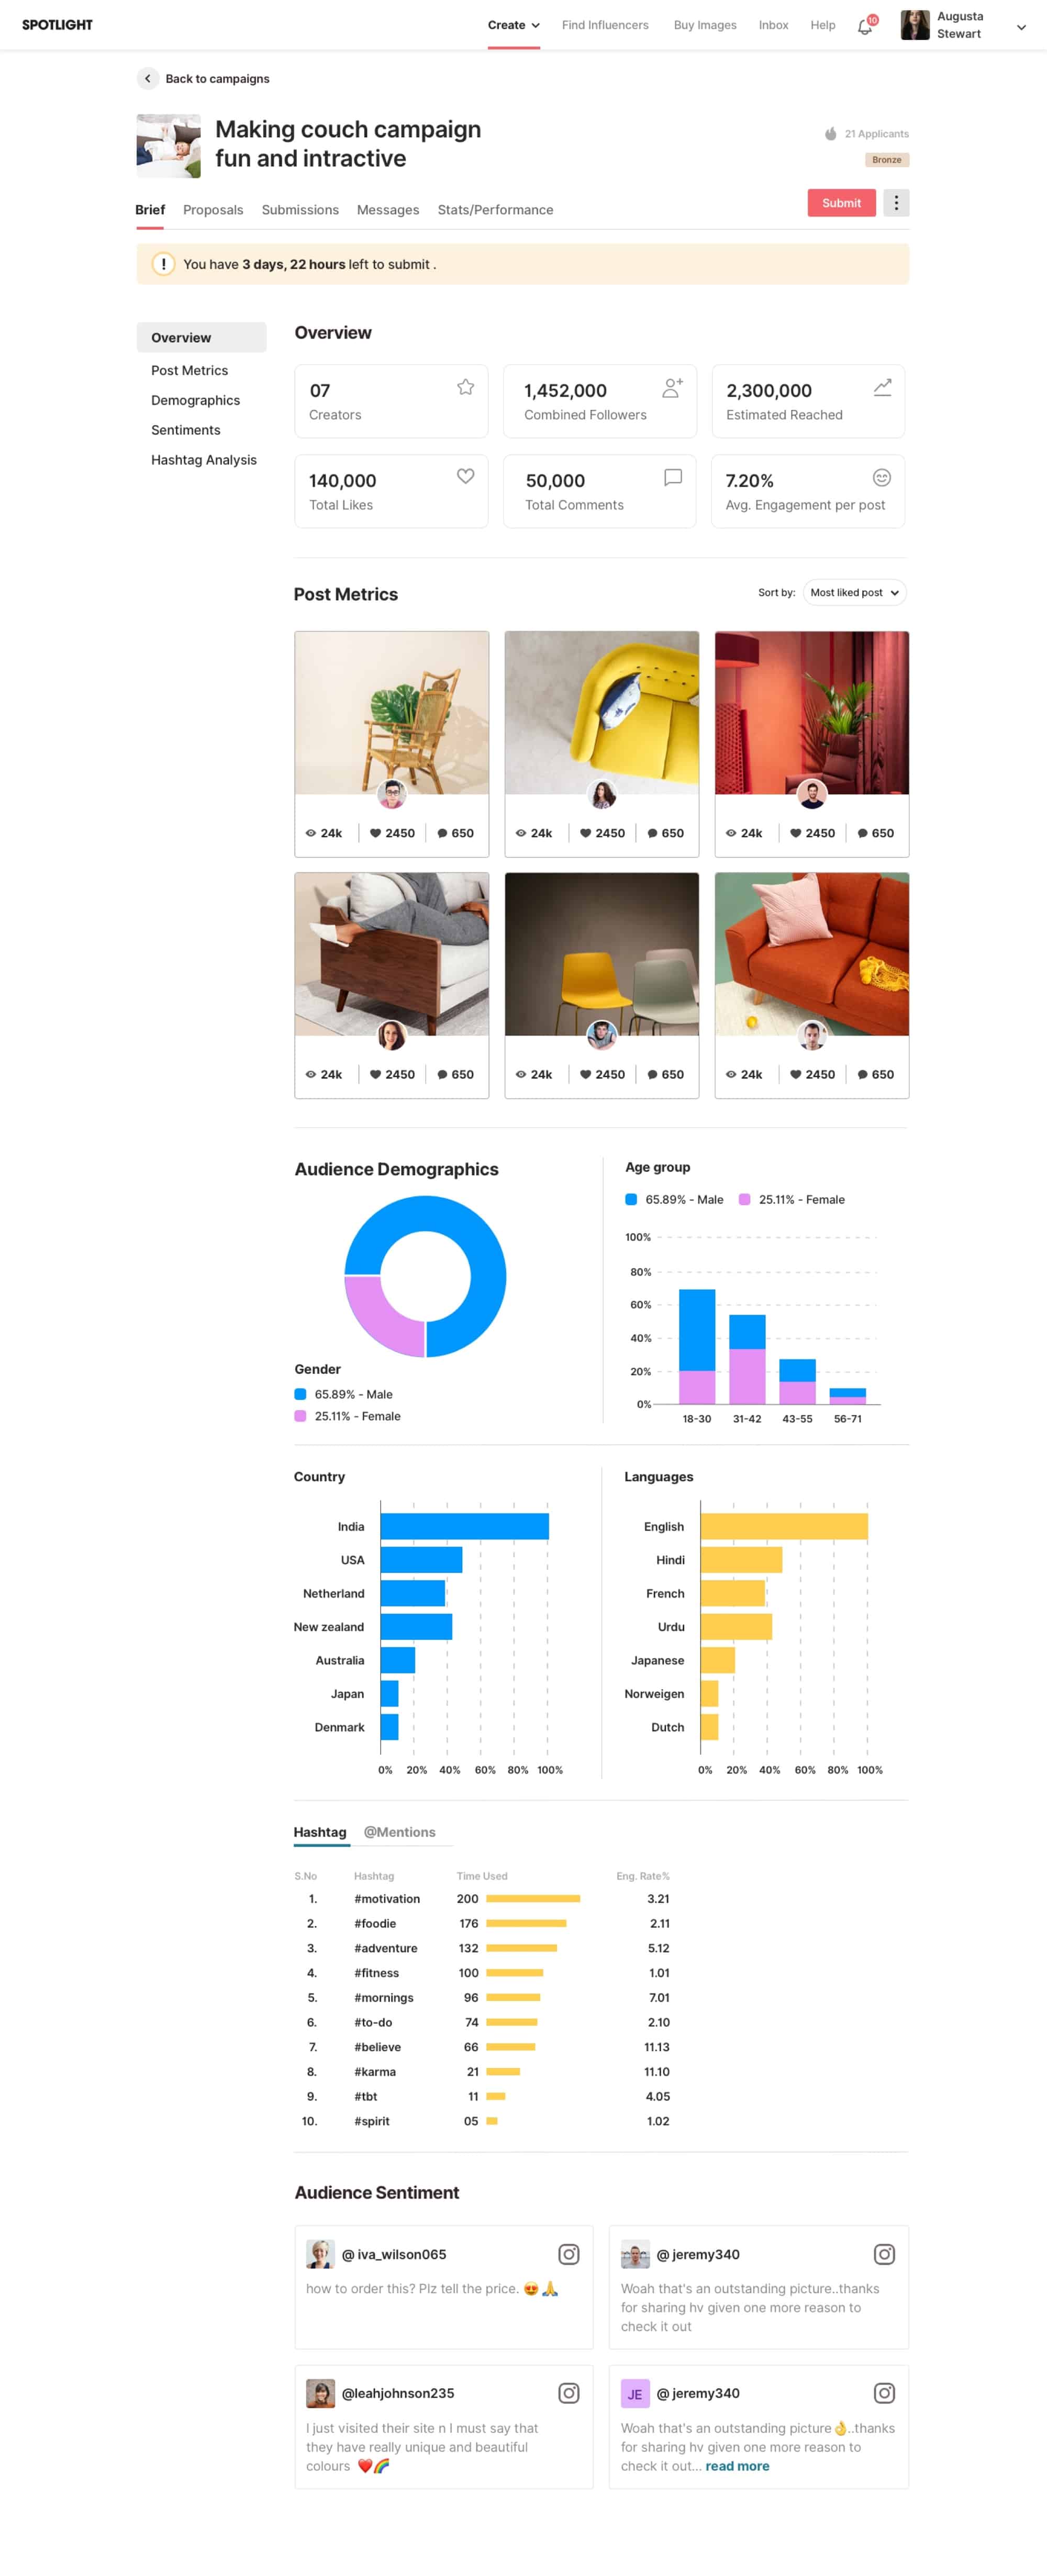 SPOTLIGHT
Create
Find Influencers
Buy Images
Inbox
Help
10
Augusta
Stewart
Back to campaigns
Making couch campaign
fun and intractive
21 Applicants
Bronze
Brief
Proposals
Submissions
Messages
Stats/Performance
Submit
You have 3 days, 22 hours left to submit .
Overview
Post Metrics
Demographics
Sentiments
Hashtag Analysis
Overview
07
Creators
1,452,000
Combined Followers
2,300,000
Estimated Reached
140,000
Total Likes
50,000
Total Comments
7.20%
Avg. Engagement per post
Post Metrics
Sort by:
Most liked post
24k 2450 650
24k 2450 650
24k 2450 650
24k 2450 650
24k 2450 650
24k 2450 650
Audience Demographics
Gender
65.89% - Male
25.11% - Female
Age group
65.89% - Male
25.11% - Female
100%
80%
60%
40%
20%
0%
18-30 31-42 43-55 56-71
Country
India
USA
Netherland
New zealand
Australia
Japan
Denmark
0% 20% 40% 60% 80% 100%
Languages
English
Hindi
French
Urdu
Japanese
Norweigen
Dutch
0% 20% 40% 60% 80% 100%
Hashtag
@Mentions
S.No Hashtag Time Used Eng. Rate%
1. #motivation 200 3.21
2. #foodie 176 2.11
3. #adventure 132 5.12
4. #fitness 100 1.01
5. #mornings 96 7.01
6. #to-do 74 2.10
7. #believe 66 11.13
8. #karma 21 11.10
9. #tbt 11 4.05
10. #spirit 05 1.02
Audience Sentiment
@ iva_wilson065
how to order this? Plz tell the price. 😍🙏
@ jeremy340
Woah that's an outstanding picture..thanks
for sharing hv given one more reason to
check it out
@leahjohnson235
I just visited their site n I must say that
they have really unique and beautiful
colours ❤️🌈
JE
@ jeremy340
Woah that's an outstanding picture👌..thanks
for sharing hv given one more reason to
check it out... read more